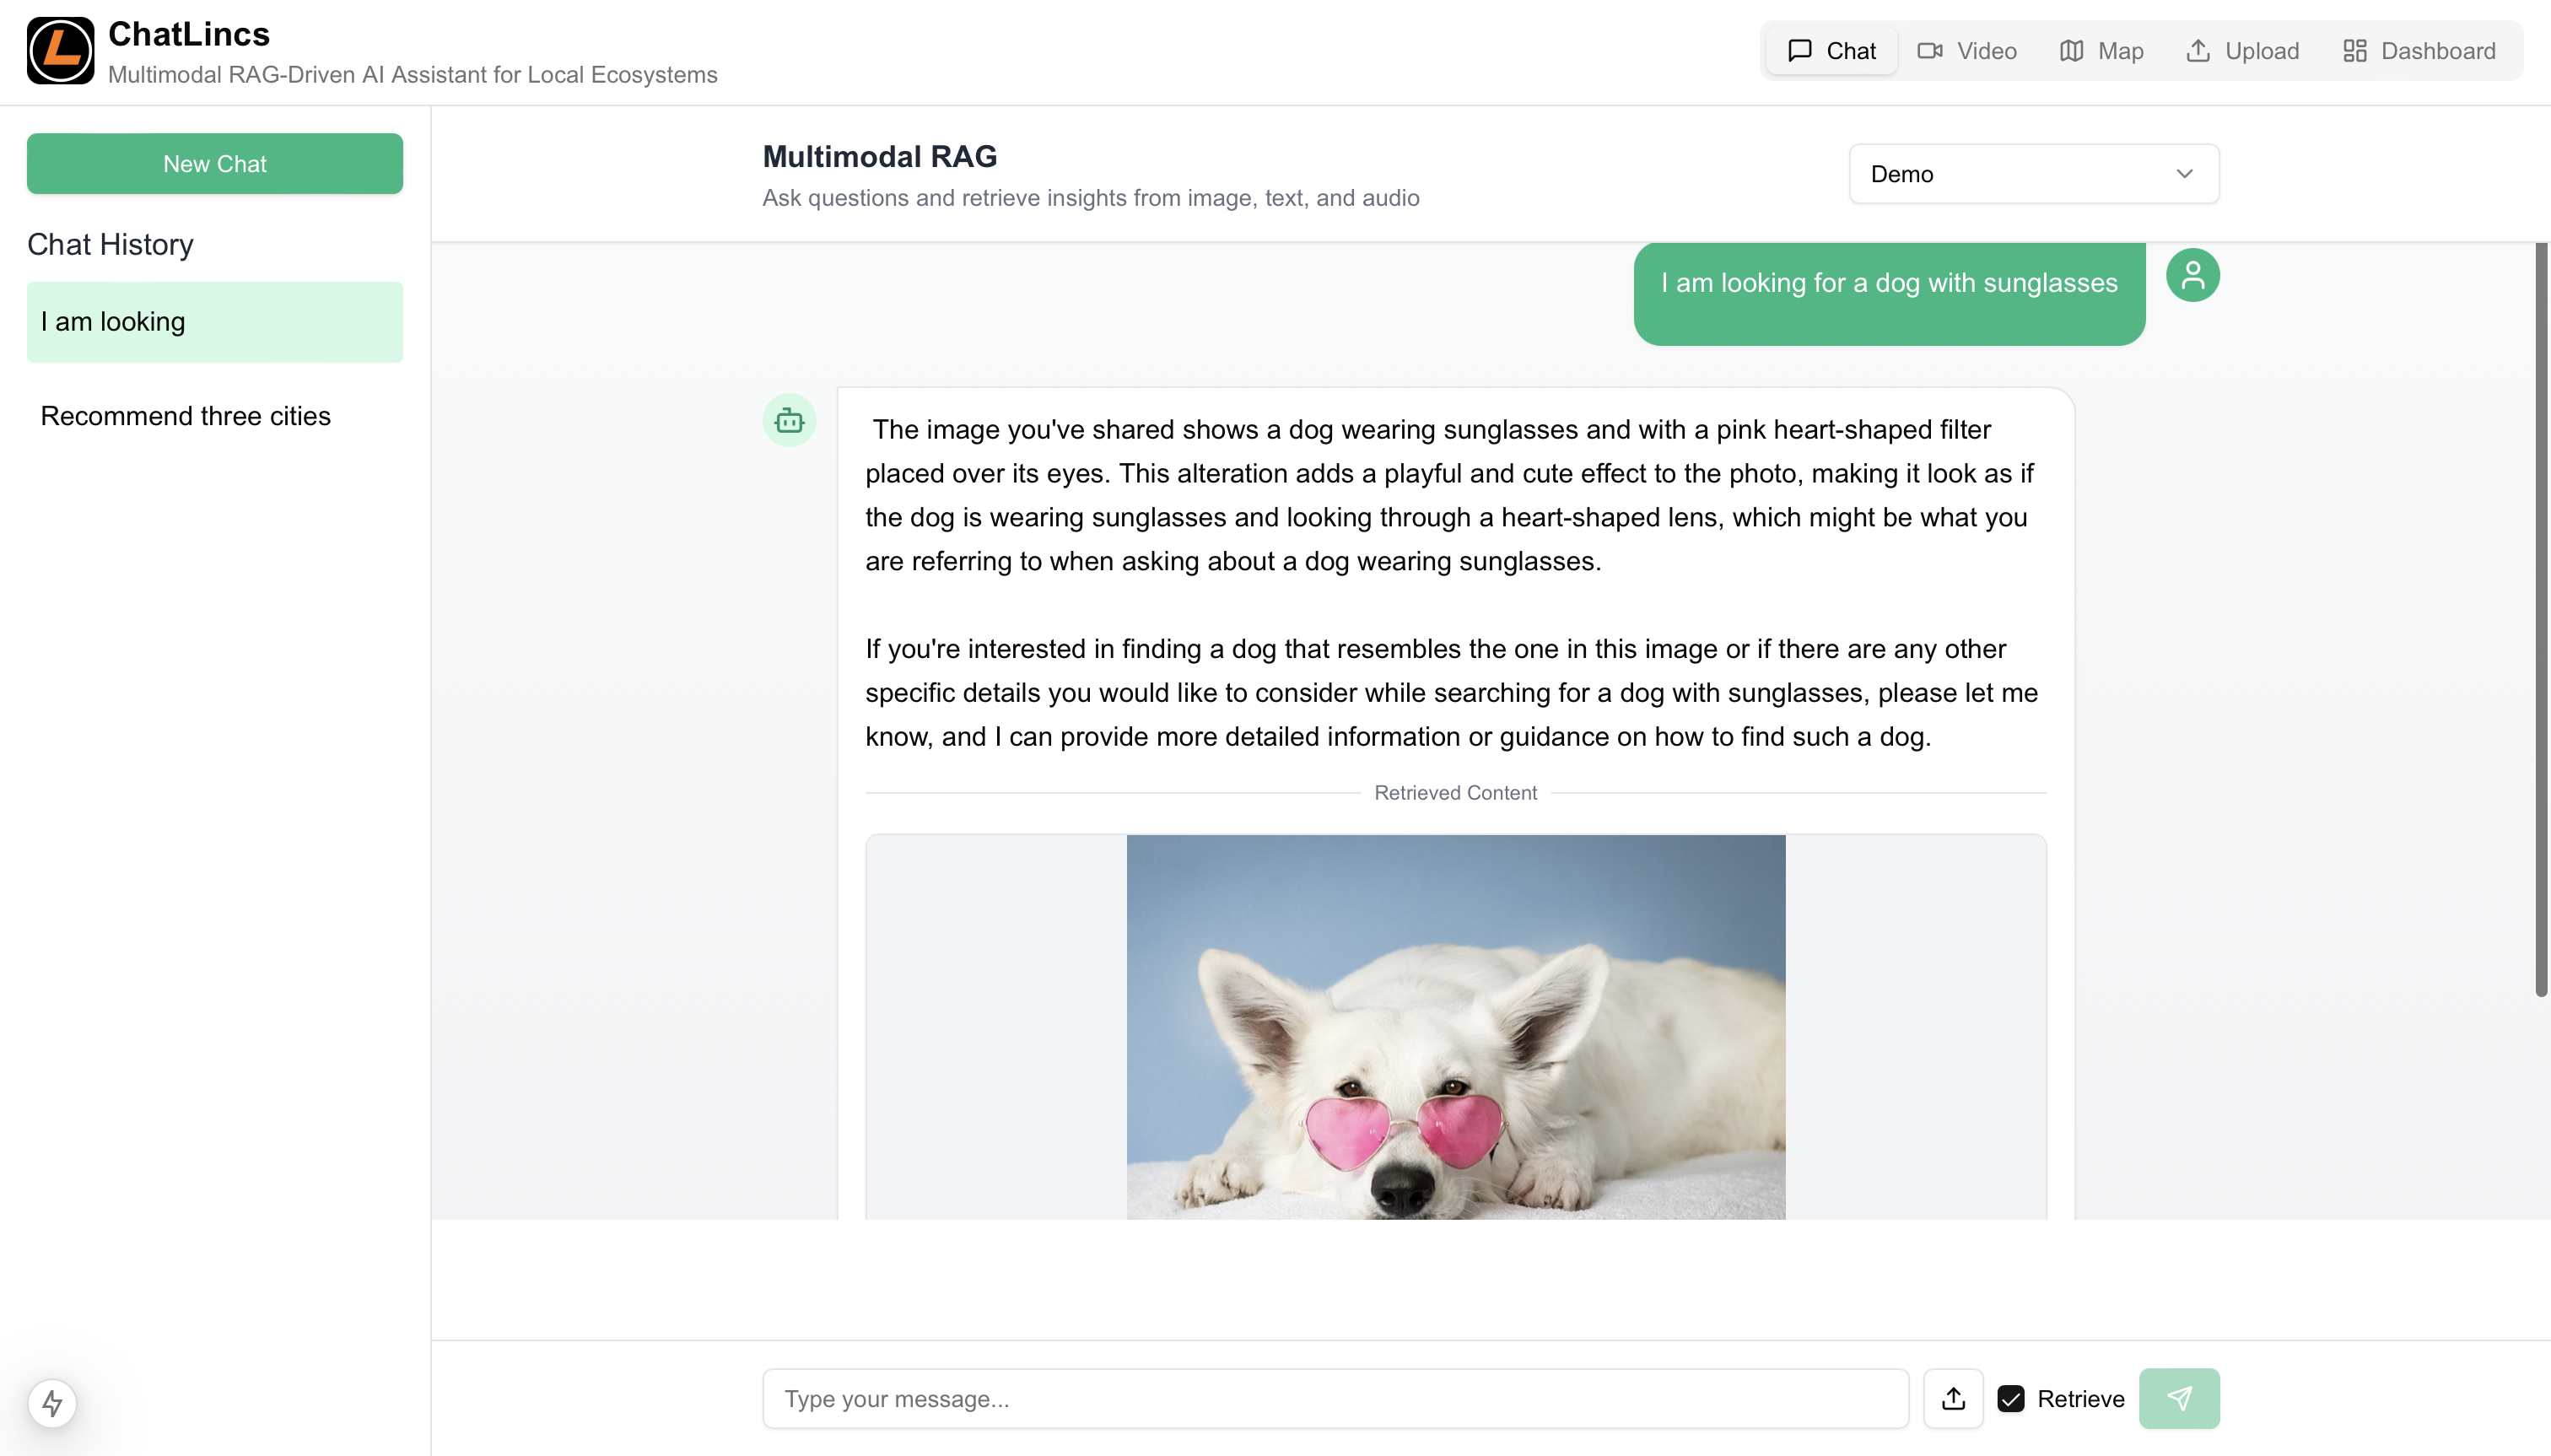 ChatLincs
Multimodal RAG-Driven AI Assistant for Local Ecosystems
Chat
Video
Map
Upload
Dashboard
New Chat
Chat History
I am looking
Recommend three cities
Multimodal RAG
Ask questions and retrieve insights from image, text, and audio
Demo
I am looking for a dog with sunglasses
The image you've shared shows a dog wearing sunglasses and with a pink heart-shaped filter
placed over its eyes. This alteration adds a playful and cute effect to the photo, making it look as if
the dog is wearing sunglasses and looking through a heart-shaped lens, which might be what you
are referring to when asking about a dog wearing sunglasses.
If you're interested in finding a dog that resembles the one in this image or if there are any other
specific details you would like to consider while searching for a dog with sunglasses, please let me
know, and I can provide more detailed information or guidance on how to find such a dog.
Retrieved Content
Type your message...
Retrieve